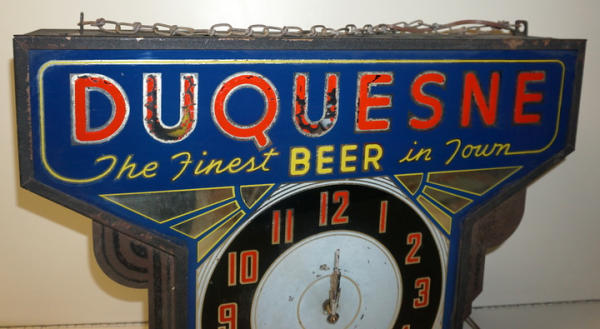 DUQUESNE
The Finest BEER in Town
12
11 1
10 2
9 3